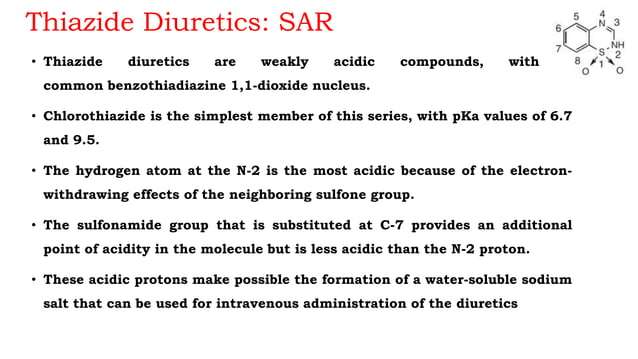 Thiazide Diuretics: SAR
• Thiazide diuretics are weakly acidic compounds, with
common benzothiadiazine 1,1-dioxide nucleus.
• Chlorothiazide is the simplest member of this series, with pKa values of 6.7
and 9.5.
• The hydrogen atom at the N-2 is the most acidic because of the electron-
withdrawing effects of the neighboring sulfone group.
• The sulfonamide group that is substituted at C-7 provides an additional
point of acidity in the molecule but is less acidic than the N-2 proton.
• These acidic protons make possible the formation of a water-soluble sodium
salt that can be used for intravenous administration of the diuretics
4
5
N 3
6
7
NH
S 2
8 1
O O